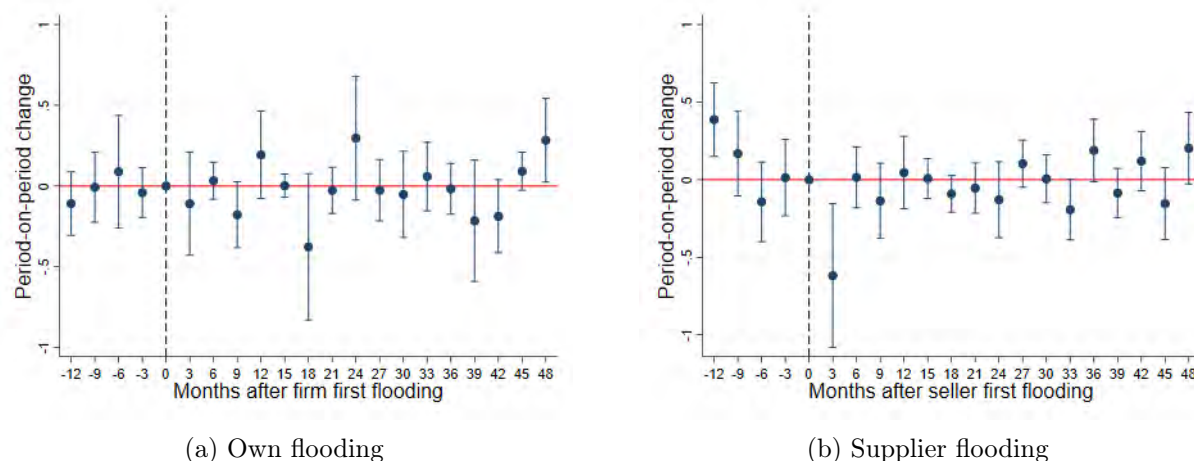 Period-on-period change
1
.5
0
-.5
-1
-12 -9 -6 -3 0 3 6 9 12 15 18 21 24 27 30 33 36 39 42 45 48
Months after firm first flooding
(a) Own flooding
Period-on-period change
1
.5
0
-.5
-1
-12 -9 -6 -3 0 3 6 9 12 15 18 21 24 27 30 33 36 39 42 45 48
Months after seller first flooding
(b) Supplier flooding